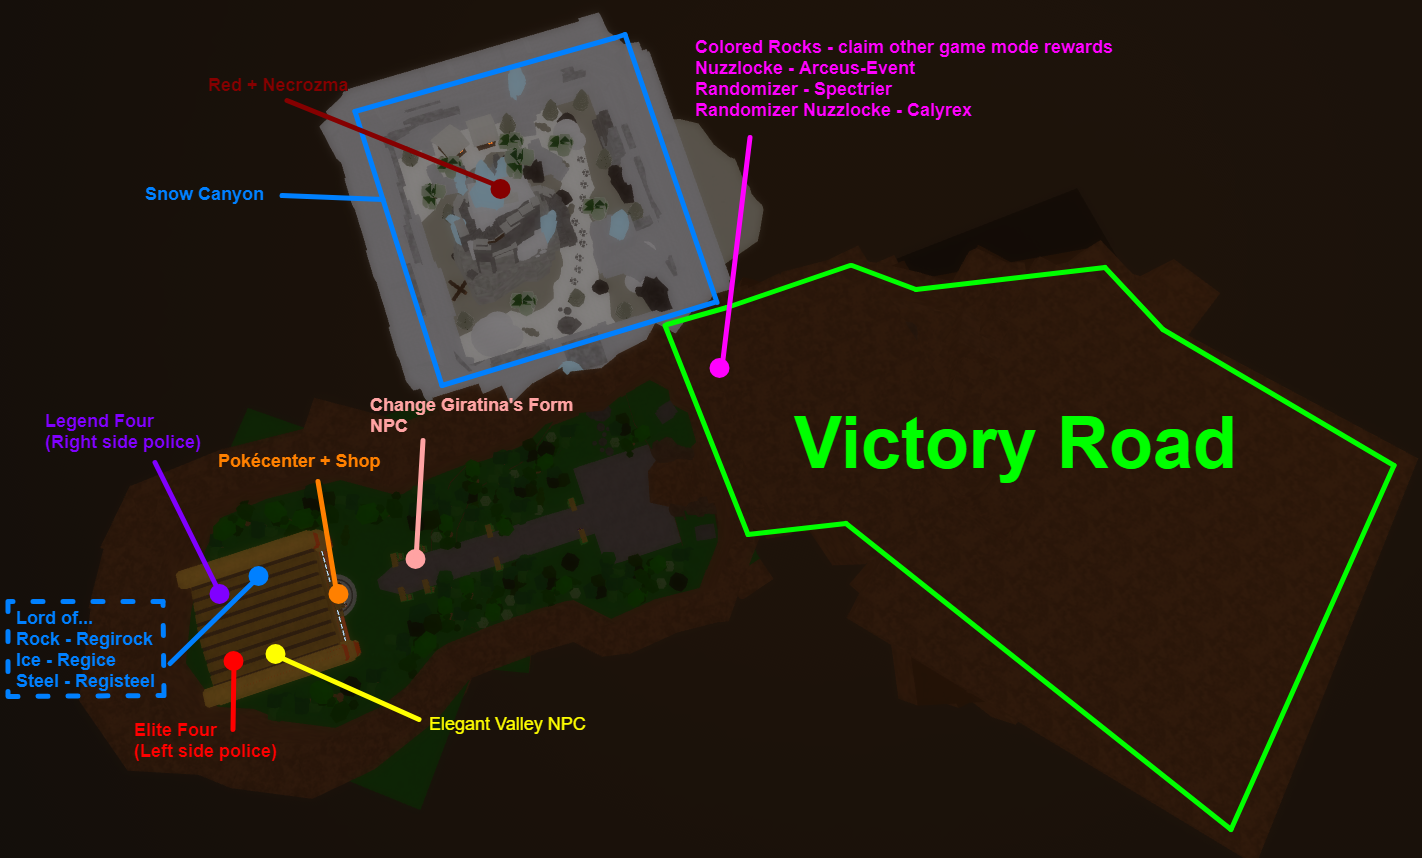 Colored Rocks - claim other game mode rewards
Nuzzlocke - Arceus-Event
Randomizer - Spectrier
Randomizer Nuzzlocke - Calyrex
Red + Necrozma
Snow Canyon
Change Giratina's Form
NPC
Legend Four
(Right side police)
Pokécenter + Shop
Victory Road
Lord of...
Rock - Regirock
Ice - Regice
Steel - Registeel
Elegant Valley NPC
Elite Four
(Left side police)